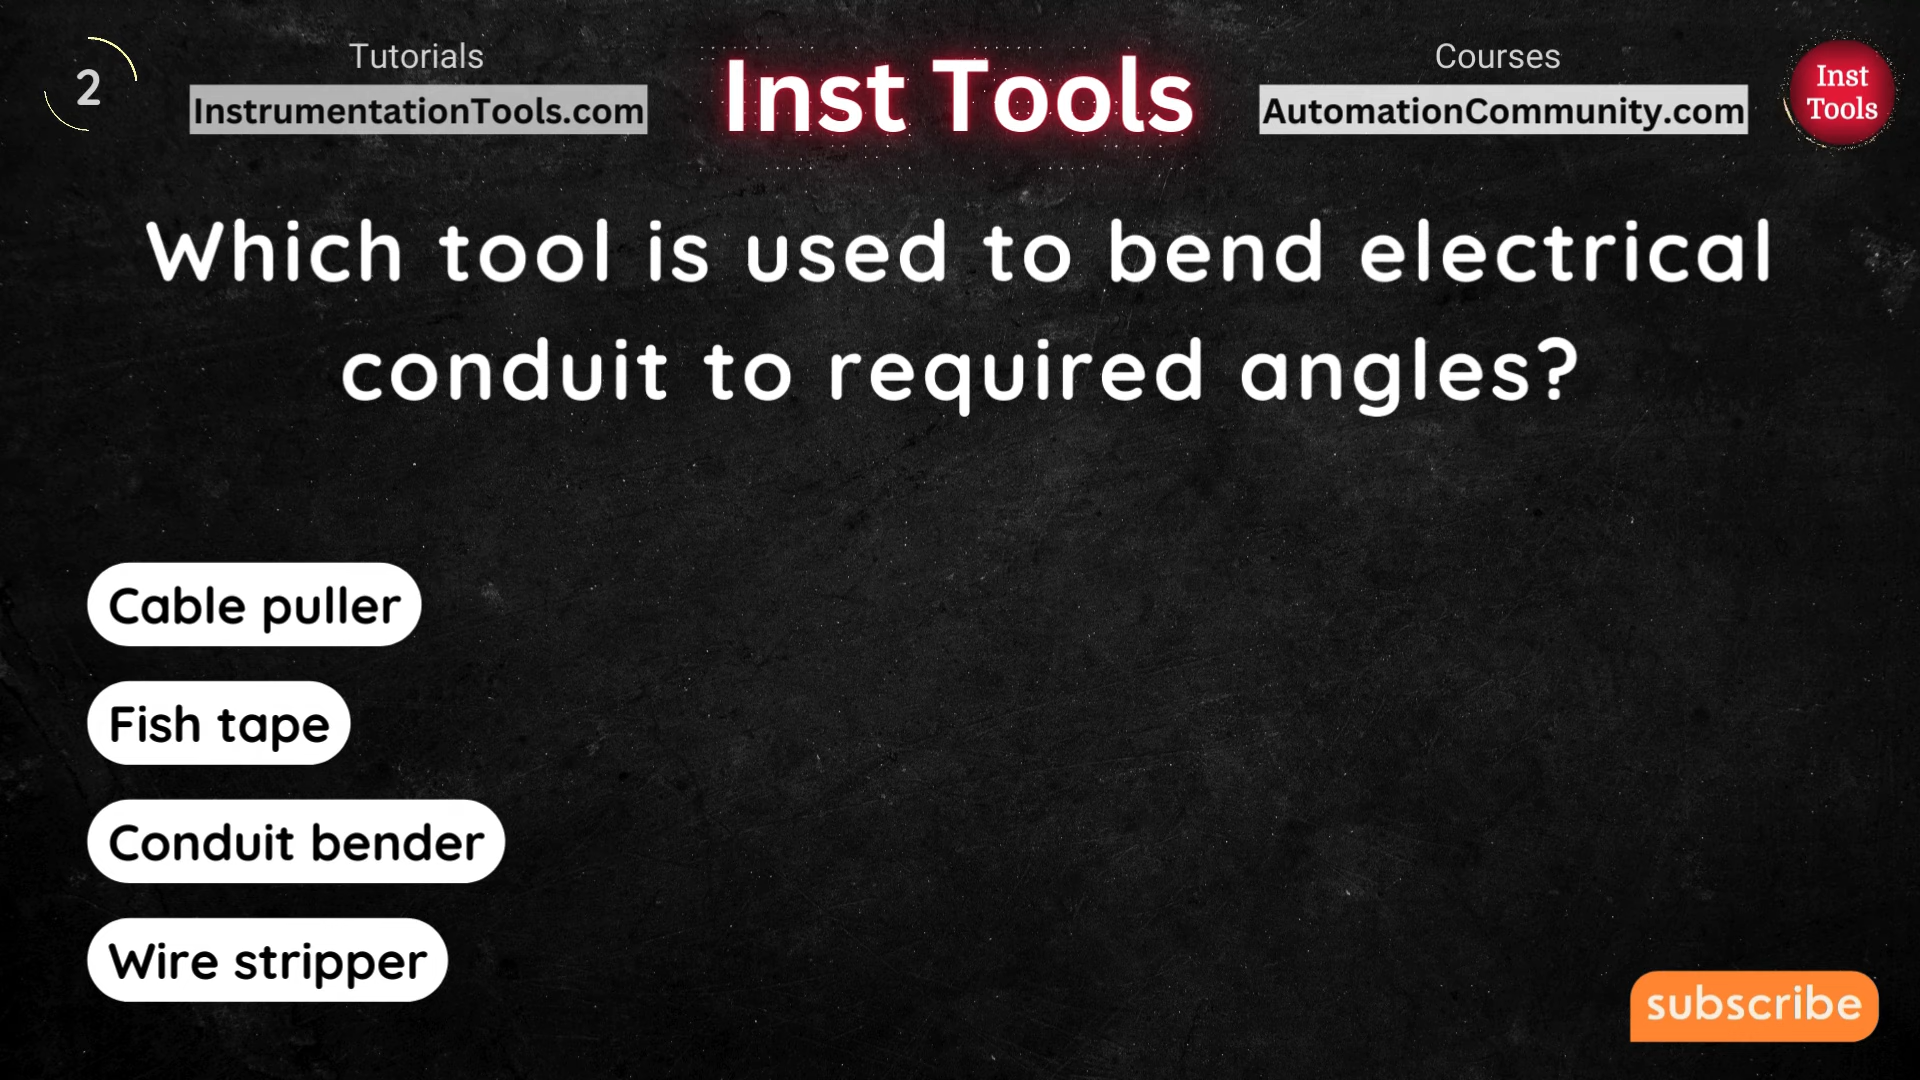 2
Tutorials
InstrumentationTools.com
Inst Tools
Courses
AutomationCommunity.com
Inst
Tools
Which tool is used to bend electrical
conduit to required angles?
Cable puller
Fish tape
Conduit bender
Wire stripper
subscribe